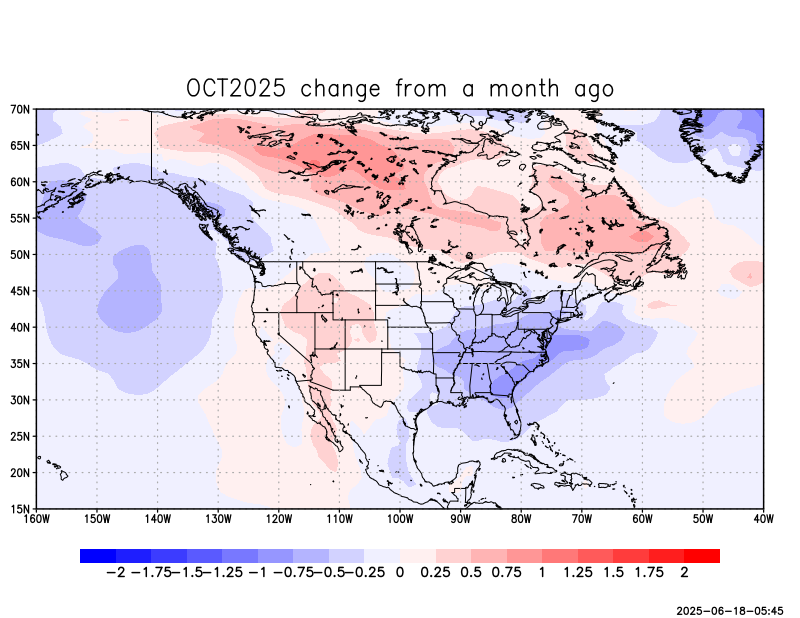 OCT2025 change from a month ago
70N
65N
60N
55N
50N
45N
40N
35N
30N
25N
20N
15N
160W 150W 140W 130W 120W 110W 100W 90W 80W 70W 60W 50W 40W
-2 -1.75 -1.5 -1.25 -1 -0.75 -0.5 -0.25 0 0.25 0.5 0.75 1 1.25 1.5 1.75 2
2025-06-18-05:45